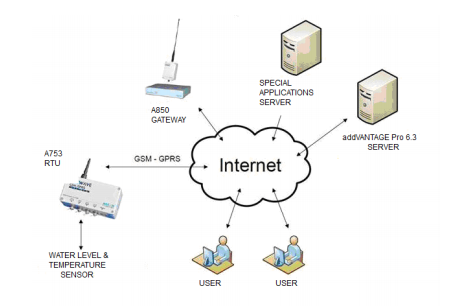 SPECIAL
APPLICATIONS
SERVER
A850
GATEWAY
addVANTAGE Pro 6.3
SERVER
A753
RTU
GSM - GPRS
Internet
WATER LEVEL &
TEMPERATURE
SENSOR
USER
USER